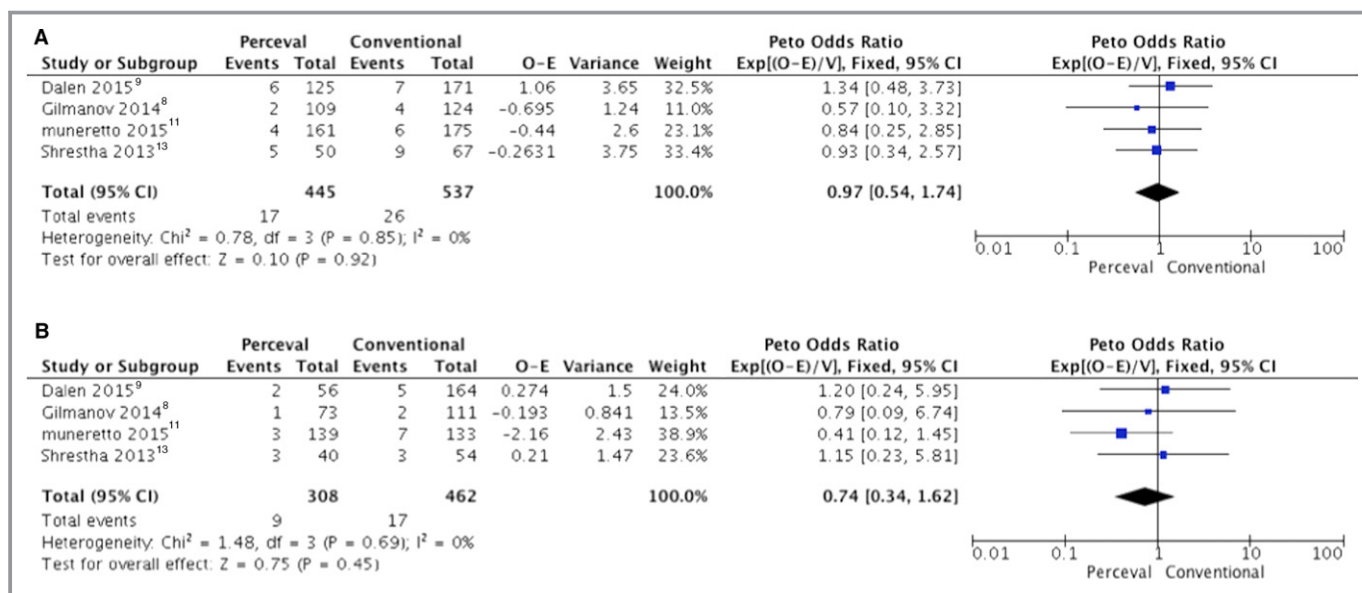 A
Perceval Conventional Peto Odds Ratio Peto Odds Ratio
Study or Subgroup Events Total Events Total O-E Variance Weight Exp[(O-E)/V], Fixed, 95% CI Exp[(O-E)/V], Fixed, 95% CI
Dalen 2015⁹ 6 125 7 171 1.06 3.65 32.5% 1.34 [0.48, 3.73]
Gilmanov 2014⁸ 2 109 4 124 -0.695 1.24 11.0% 0.57 [0.10, 3.32]
muneretto 2015¹¹ 4 161 6 175 -0.44 2.6 23.1% 0.84 [0.25, 2.85]
Shrestha 2013¹³ 5 50 9 67 -0.2631 3.75 33.4% 0.93 [0.34, 2.57]
Total (95% CI) 445 537 100.0% 0.97 [0.54, 1.74]
Total events 17 26
Heterogeneity: Chi² = 0.78, df = 3 (P = 0.85); I² = 0%
Test for overall effect: Z = 0.10 (P = 0.92)
0.01 0.1 1 10 100
Perceval Conventional
B
Perceval Conventional Peto Odds Ratio Peto Odds Ratio
Study or Subgroup Events Total Events Total O-E Variance Weight Exp[(O-E)/V], Fixed, 95% CI Exp[(O-E)/V], Fixed, 95% CI
Dalen 2015⁹ 2 56 5 164 0.274 1.5 24.0% 1.20 [0.24, 5.95]
Gilmanov 2014⁸ 1 73 2 111 -0.193 0.841 13.5% 0.79 [0.09, 6.74]
muneretto 2015¹¹ 3 139 7 133 -2.16 2.43 38.9% 0.41 [0.12, 1.45]
Shrestha 2013¹³ 3 40 3 54 0.21 1.47 23.6% 1.15 [0.23, 5.81]
Total (95% CI) 308 462 100.0% 0.74 [0.34, 1.62]
Total events 9 17
Heterogeneity: Chi² = 1.48, df = 3 (P = 0.69); I² = 0%
Test for overall effect: Z = 0.75 (P = 0.45)
0.01 0.1 1 10 100
Perceval Conventional